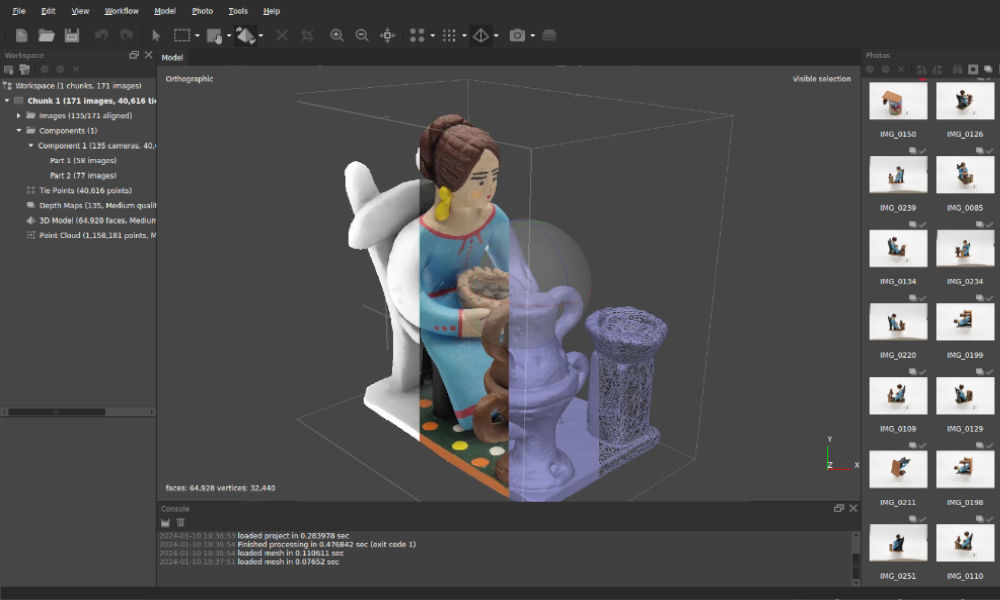 File Edit View Workflow Model Photo Tools Help
Workspace
Workspace (1 chunks, 171 images)
Chunk 1 (171 images, 40,616 tie
Images (135/171 aligned)
Components (1)
Component 1 (135 cameras, 40,
Part 1 (58 images)
Part 2 (77 images)
Tie Points (40,616 points)
Depth Maps (135, Medium qualit
3D Model (64,928 faces, Medium
Point Cloud (1,158,181 points, M
Model
Orthographic
Visible selection
Y
Z
X
faces: 64,928 vertices: 32,440
Console
2024-01-10 19:36:53 loaded project in 0.283978 sec
2024-01-10 19:36:54 Finished processing in 0.476842 sec (exit code 1)
2024-01-10 19:36:54 loaded mesh in 0.110611 sec
2024-01-10 19:37:51 loaded mesh in 0.07652 sec
Photos
IMG_0150 IMG_0126
IMG_0239 IMG_0085
IMG_0134 IMG_0234
IMG_0220 IMG_0199
IMG_0109 IMG_0129
IMG_0211 IMG_0198
IMG_0251 IMG_0110